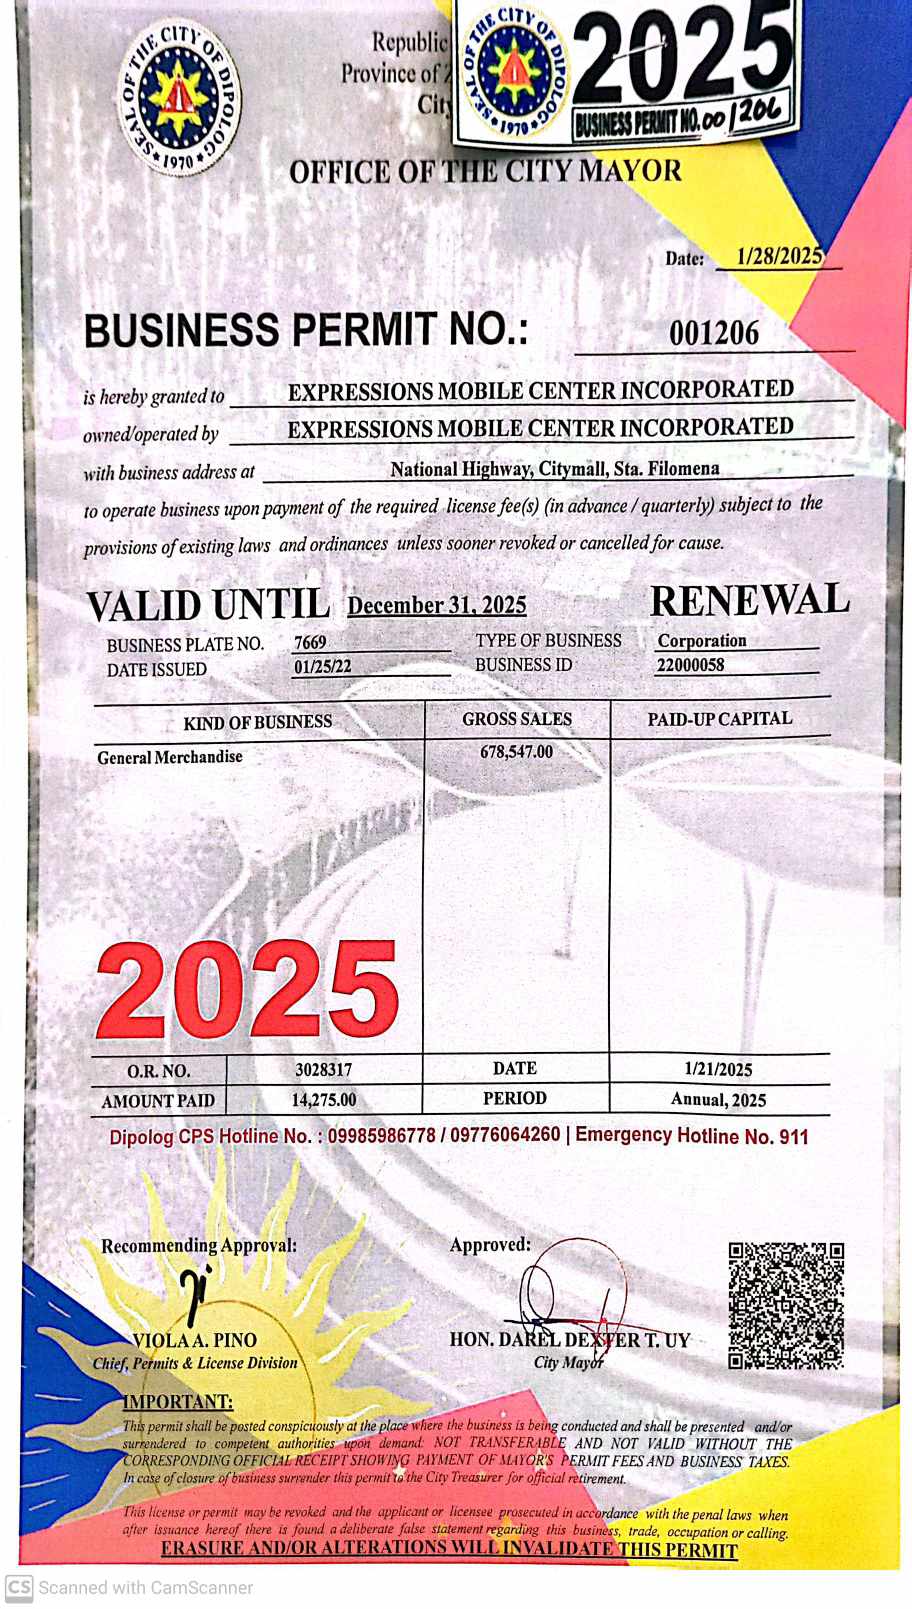 SEAL OF THE CITY OF DIPOLOG
1970
Republic
Province of
City
SEAL OF THE CITY OF DIPOLOG
1970
2025
BUSINESS PERMIT NO. 001206
OFFICE OF THE CITY MAYOR
Date: 1/28/2025
BUSINESS PERMIT NO.: 001206
is hereby granted to EXPRESSIONS MOBILE CENTER INCORPORATED
owned/operated by EXPRESSIONS MOBILE CENTER INCORPORATED
with business address at National Highway, Citymall, Sta. Filomena
to operate business upon payment of the required license fee(s) (in advance / quarterly) subject to the
provisions of existing laws and ordinances unless sooner revoked or cancelled for cause.
VALID UNTIL December 31, 2025 RENEWAL
BUSINESS PLATE NO. 7669 TYPE OF BUSINESS Corporation
DATE ISSUED 01/25/22 BUSINESS ID 22000058
KIND OF BUSINESS GROSS SALES PAID-UP CAPITAL
General Merchandise 678,547.00
2025
O.R. NO. 3028317 DATE 1/21/2025
AMOUNT PAID 14,275.00 PERIOD Annual, 2025
Dipolog CPS Hotline No. : 09985986778 / 09776064260 | Emergency Hotline No. 911
Recommending Approval: Approved:
VIOLA A. PINO HON. DAREL DEXTER T. UY
Chief, Permits & License Division City Mayor
IMPORTANT:
This permit shall be posted conspicuously at the place where the business is being conducted and shall be presented and/or
surrendered to competent authorities upon demand. NOT TRANSFERABLE AND NOT VALID WITHOUT THE
CORRESPONDING OFFICIAL RECEIPT SHOWING PAYMENT OF MAYOR'S PERMIT FEES AND BUSINESS TAXES.
In case of closure of business surrender this permit to the City Treasurer for official retirement.
This license or permit may be revoked and the applicant or licensee prosecuted in accordance with the penal laws when
after issuance hereof there is found a deliberate false statement regarding this business, trade, occupation or calling.
ERASURE AND/OR ALTERATIONS WILL INVALIDATE THIS PERMIT
CS Scanned with CamScanner